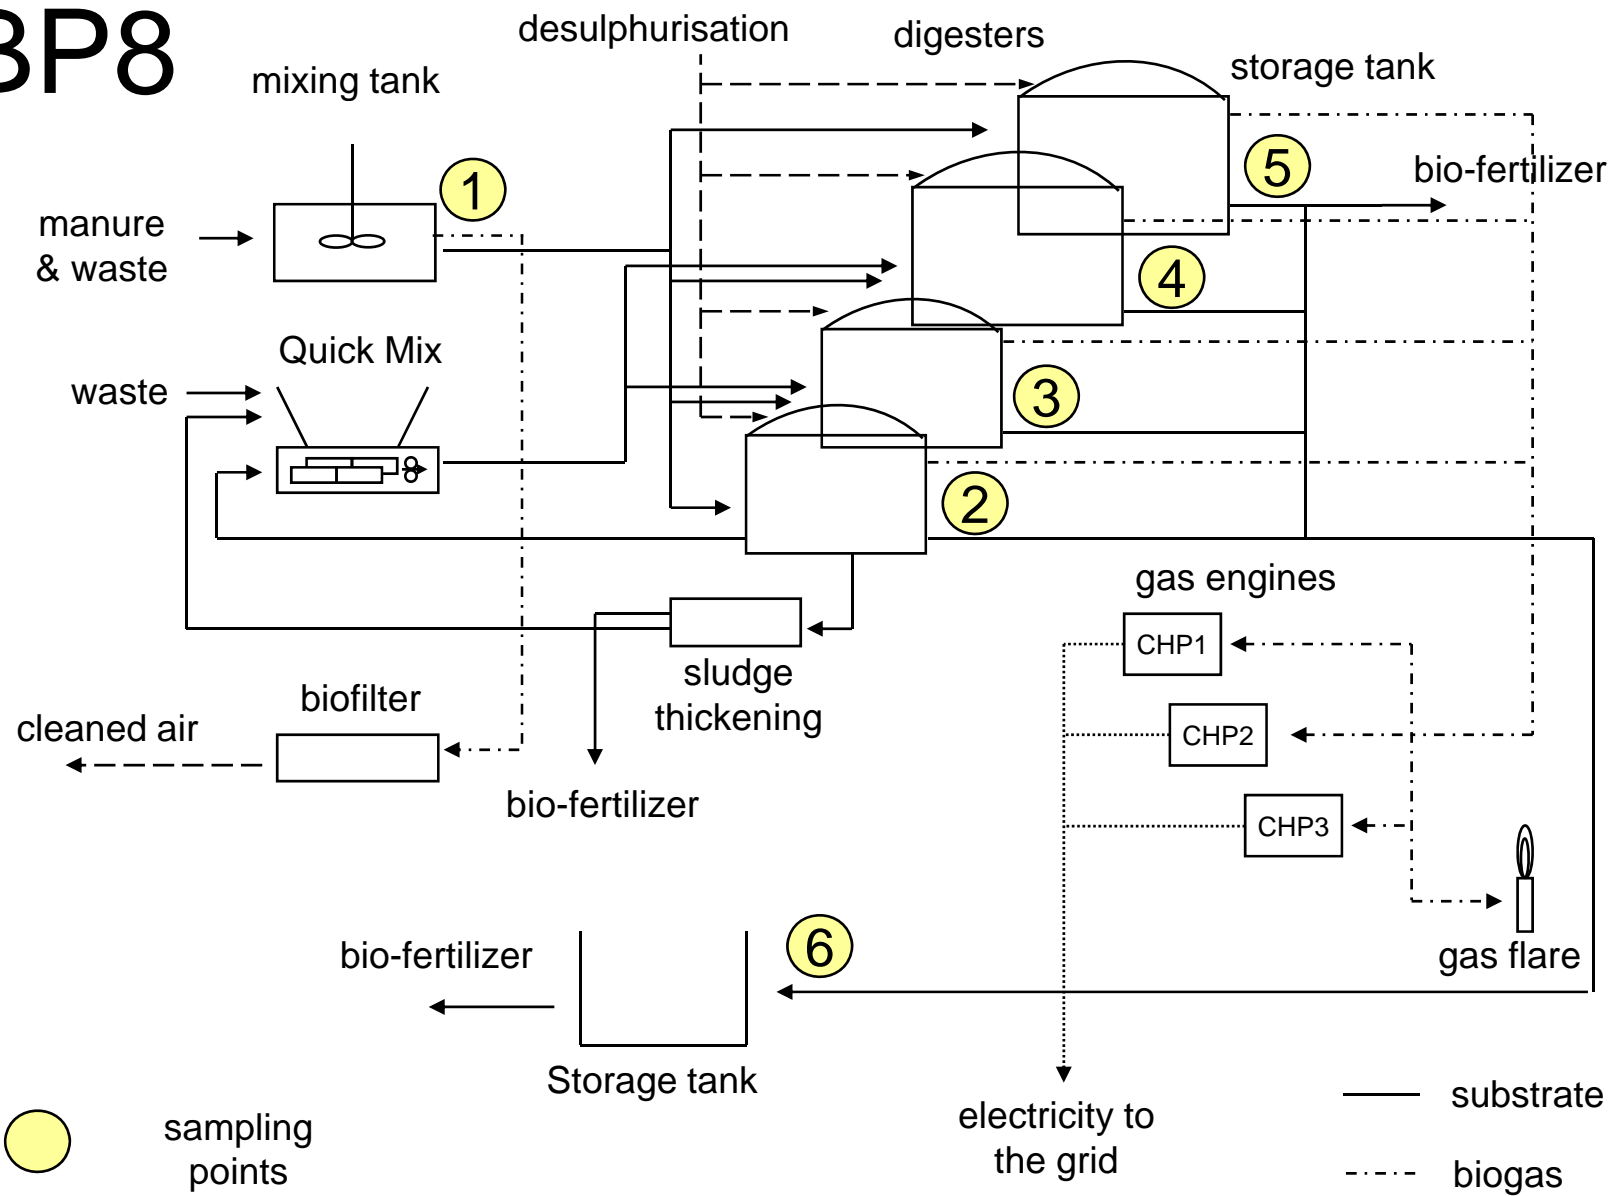 BP8
desulphurisation
digesters
storage tank
mixing tank
1
5
bio-fertilizer
manure
& waste
4
Quick Mix
waste
3
2
gas engines
CHP1
sludge
thickening
biofilter
cleaned air
CHP2
bio-fertilizer
CHP3
bio-fertilizer
6
gas flare
Storage tank
electricity to
the grid
substrate
sampling
points
biogas